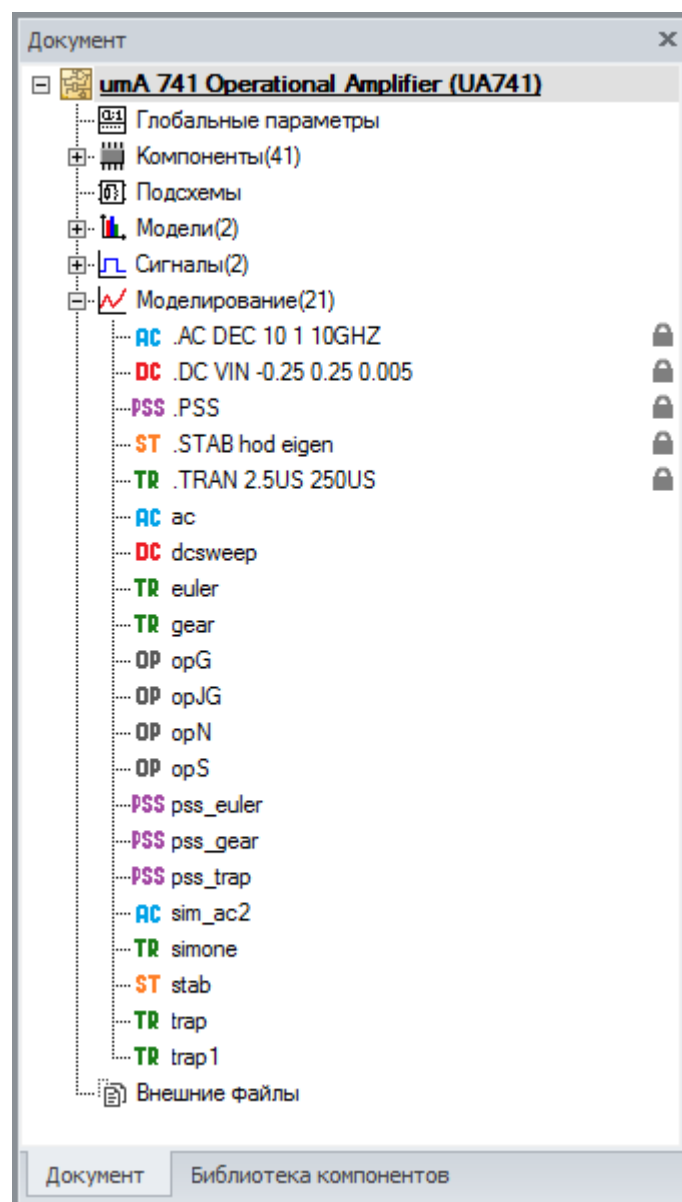 Документ
umA 741 Operational Amplifier (UA741)
Глобальные параметры
Компоненты(41)
Подсхемы
Модели(2)
Сигналы(2)
Моделирование(21)
AC .AC DEC 10 1 10GHZ
DC .DC VIN -0.25 0.25 0.005
PSS .PSS
ST .STAB hod eigen
TR .TRAN 2.5US 250US
AC ac
DC dcsweep
TR euler
TR gear
OP opG
OP opJG
OP opN
OP opS
PSS pss_euler
PSS pss_gear
PSS pss_trap
AC sim_ac2
TR simone
ST stab
TR trap
TR trap1
Внешние файлы
Документ Библиотека компонентов